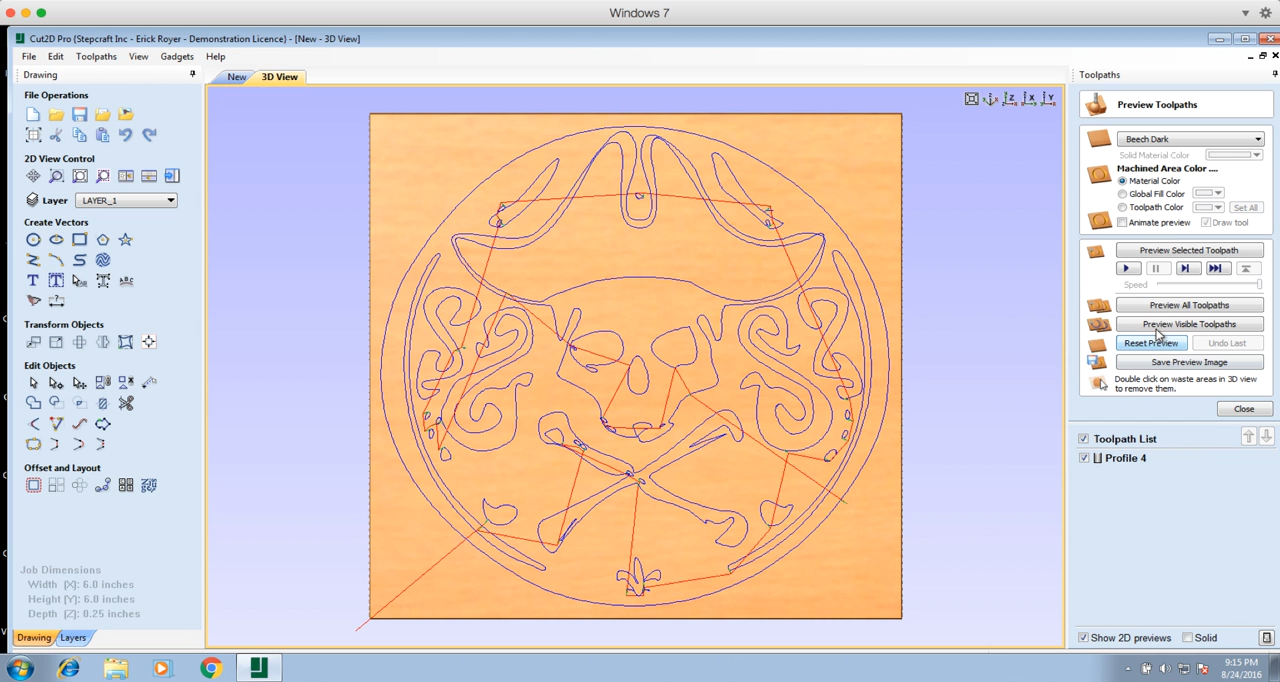 Windows 7
Cut2D Pro {Stepcraft Inc - Erick Royer - Demonstration Licence} - [New - 3D View]
File Edit Toolpaths View Gadgets Help
Drawing
File Operations
2D View Control
Layer LAYER_1
Create Vectors
Transform Objects
Edit Objects
Offset and Layout
Job Dimensions
Width [X]: 6.0 inches
Height [Y]: 6.0 inches
Depth [Z]: 0.25 inches
Drawing Layers
New 3D View
Z X Y
Toolpaths
Preview Toolpaths
Beech Dark
Solid Material Color
Machined Area Color ....
Material Color
Global Fill Color
Toolpath Color Set All
Animate preview Draw tool
Preview Selected Toolpath
Speed
Preview All Toolpaths
Preview Visible Toolpaths
Reset Preview Undo Last
Save Preview Image
Double click on waste areas in 3D view
to remove them.
Close
Toolpath List
Profile 4
Show 2D previews Solid
9:15 PM
8/24/2016